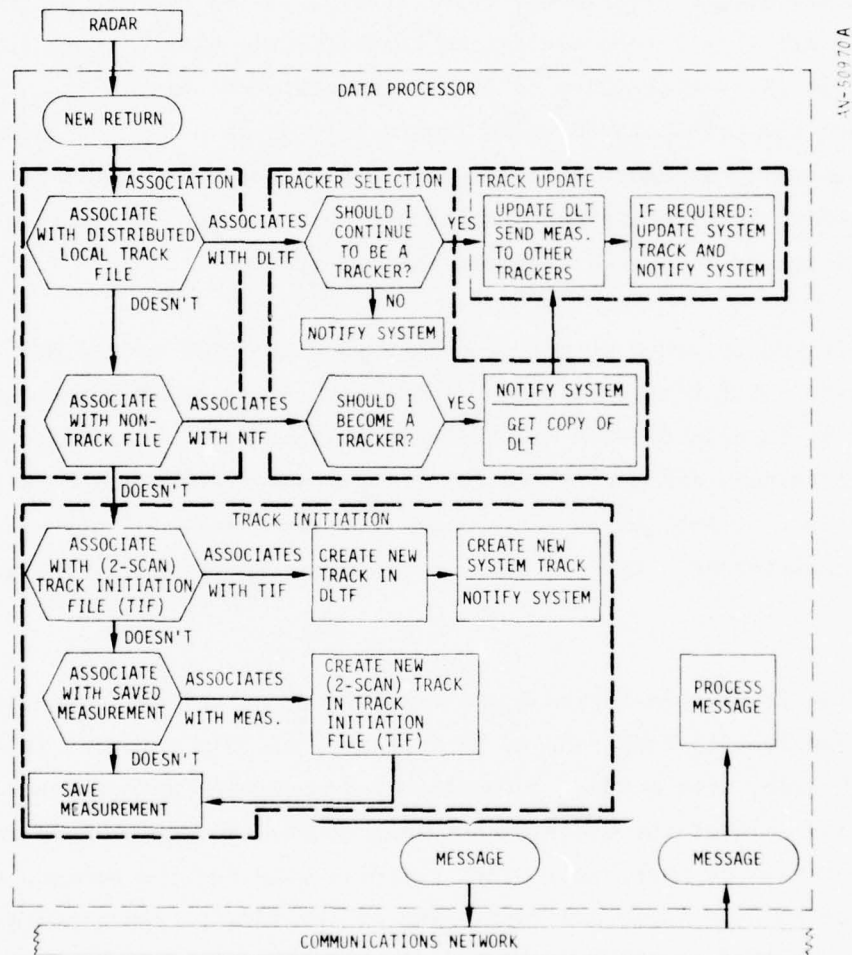 RADAR
AN-50970A
DATA PROCESSOR
NEW RETURN
ASSOCIATION
TRACKER SELECTION
TRACK UPDATE
ASSOCIATE
WITH DISTRIBUTED
LOCAL TRACK
FILE
ASSOCIATES
WITH DLTF
SHOULD I
CONTINUE
TO BE A
TRACKER?
YES
UPDATE DLT
SEND MEAS.
TO OTHER
TRACKERS
IF REQUIRED:
UPDATE SYSTEM
TRACK AND
NOTIFY SYSTEM
DOESN'T
NO
NOTIFY SYSTEM
ASSOCIATE
WITH NON-
TRACK FILE
ASSOCIATES
WITH NTF
SHOULD I
BECOME A
TRACKER?
YES
NOTIFY SYSTEM
GET COPY OF
DLT
DOESN'T
TRACK INITIATION
ASSOCIATE
WITH (2-SCAN)
TRACK INITIATION
FILE (TIF)
ASSOCIATES
WITH TIF
CREATE NEW
TRACK IN
DLTF
CREATE NEW
SYSTEM TRACK
NOTIFY SYSTEM
DOESN'T
ASSOCIATE
WITH SAVED
MEASUREMENT
ASSOCIATES
WITH MEAS.
CREATE NEW
(2-SCAN) TRACK
IN TRACK
INITIATION
FILE (TIF)
PROCESS
MESSAGE
DOESN'T
SAVE
MEASUREMENT
MESSAGE
MESSAGE
COMMUNICATIONS NETWORK